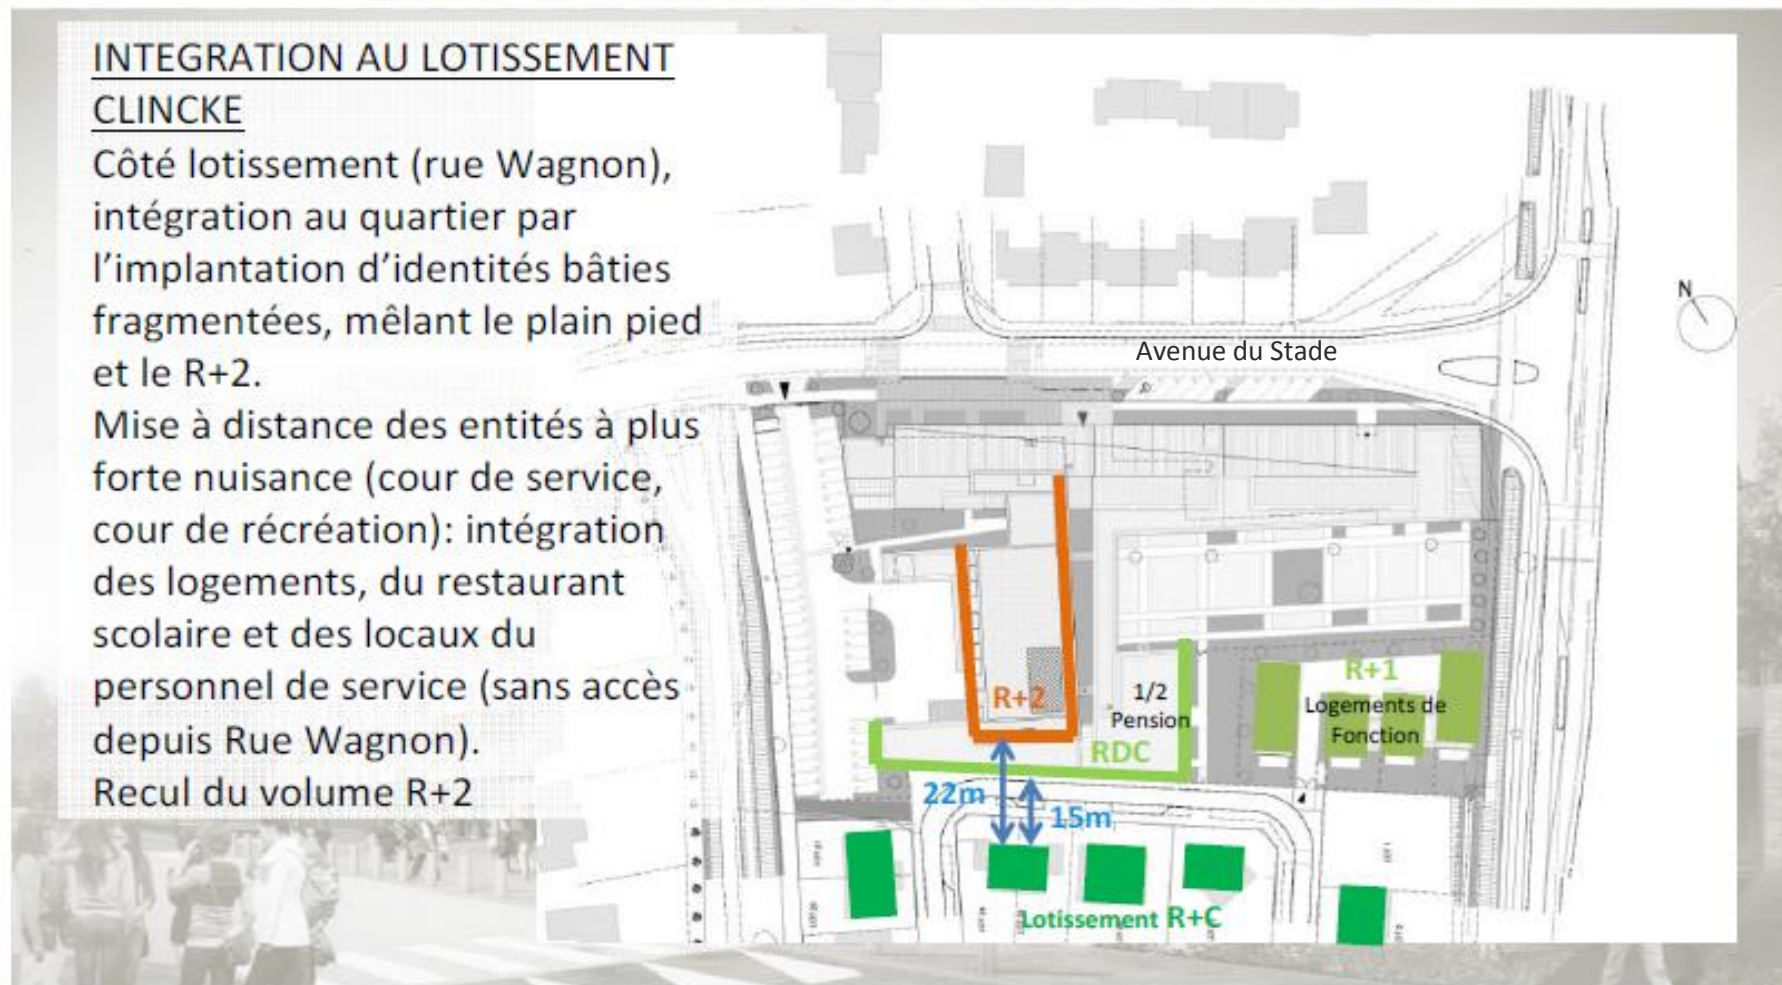 INTEGRATION AU LOTISSEMENT
CLINCKE
Côté lotissement (rue Wagnon),
intégration au quartier par
l'implantation d'identités bâties
fragmentées, mêlant le plain pied
et le R+2.
Mise à distance des entités à plus
forte nuisance (cour de service,
cour de récréation): intégration
des logements, du restaurant
scolaire et des locaux du
personnel de service (sans accès
depuis Rue Wagnon).
Recul du volume R+2
N
Avenue du Stade
R+2
1/2
Pension
RDC
R+1
Logements de
Fonction
22m
15m
Lotissement R+C